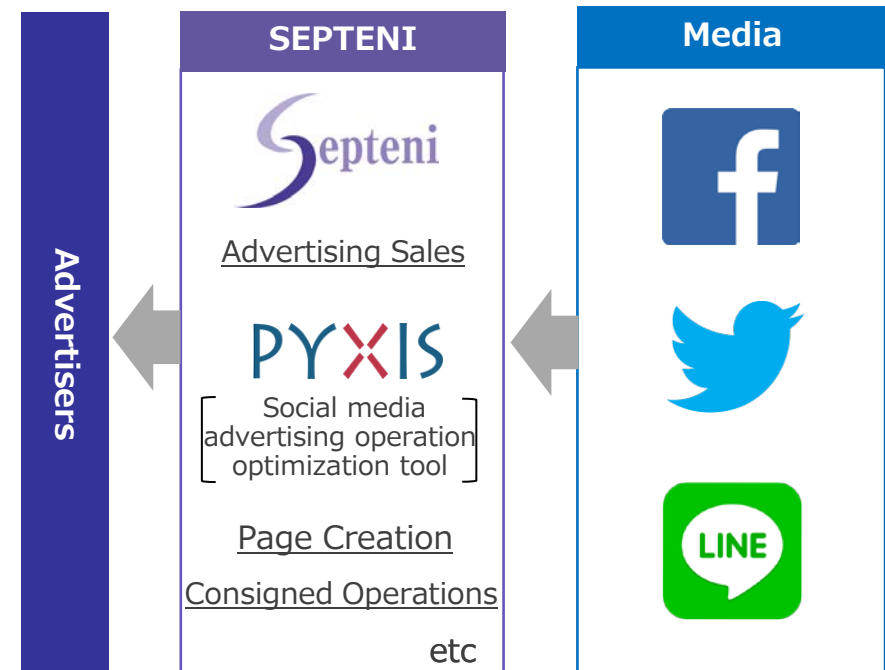 Advertisers
SEPTENI
Septeni
Advertising Sales
PYXIS
Social media
advertising operation
optimization tool
Page Creation
Consigned Operations
etc
Media
f
LINE